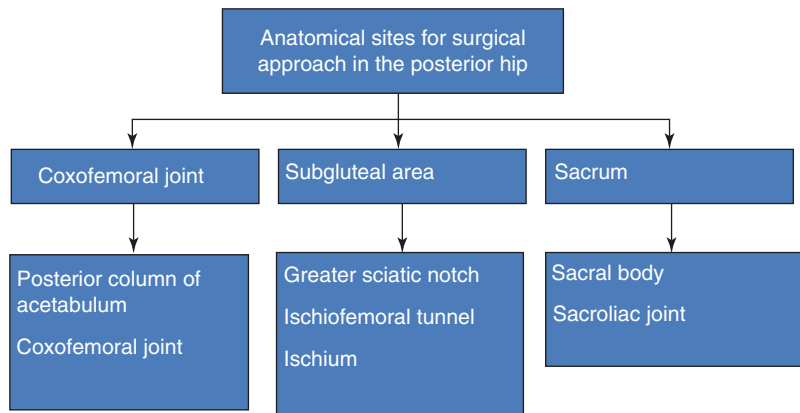 Anatomical sites for surgical
approach in the posterior hip
Coxofemoral joint
Subgluteal area
Sacrum
Posterior column of
acetabulum
Coxofemoral joint
Greater sciatic notch
Ischiofemoral tunnel
Ischium
Sacral body
Sacroliac joint